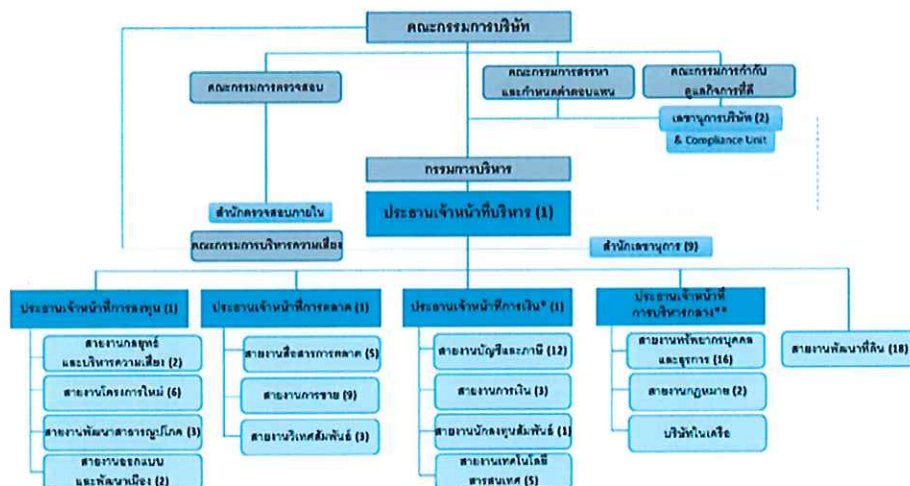 คณะกรรมการบริษัท
คณะกรรมการตรวจสอบ
คณะกรรมการสรรหา
และกำหนดค่าตอบแทน
คณะกรรมการกำกับ
ดูแลกิจการที่ดี
เลขานุการบริษัท (2)
& Compliance Unit
กรรมการบริหาร
ประธานเจ้าหน้าที่บริหาร (1)
สำนักตรวจสอบภายใน
คณะกรรมการบริหารความเสี่ยง
สำนักเลขานุการ (9)
ประธานเจ้าหน้าที่การลงทุน (1)
สายงานกลยุทธ์
และบริหารความเสี่ยง (2)
สายงานโครงการใหม่ (6)
สายงานพัฒนาสาธารณูปโภค (3)
สายงานออกแบบ
และพัฒนาเมือง (2)
ประธานเจ้าหน้าที่การตลาด (1)
สายงานสื่อสารการตลาด (5)
สายงานการขาย (9)
สายงานวิเทศสัมพันธ์ (3)
ประธานเจ้าหน้าที่การเงิน* (1)
สายงานบัญชีและภาษี (12)
สายงานการเงิน (3)
สายงานนักลงทุนสัมพันธ์ (1)
สายงานเทคโนโลยี
สารสนเทศ (5)
ประธานเจ้าหน้าที่
การบริหารกลาง**
สายงานทรัพยากรบุคคล
และธุรการ (16)
สายงานกฎหมาย (2)
บริษัทในเครือ
สายงานพัฒนาที่ดิน (18)